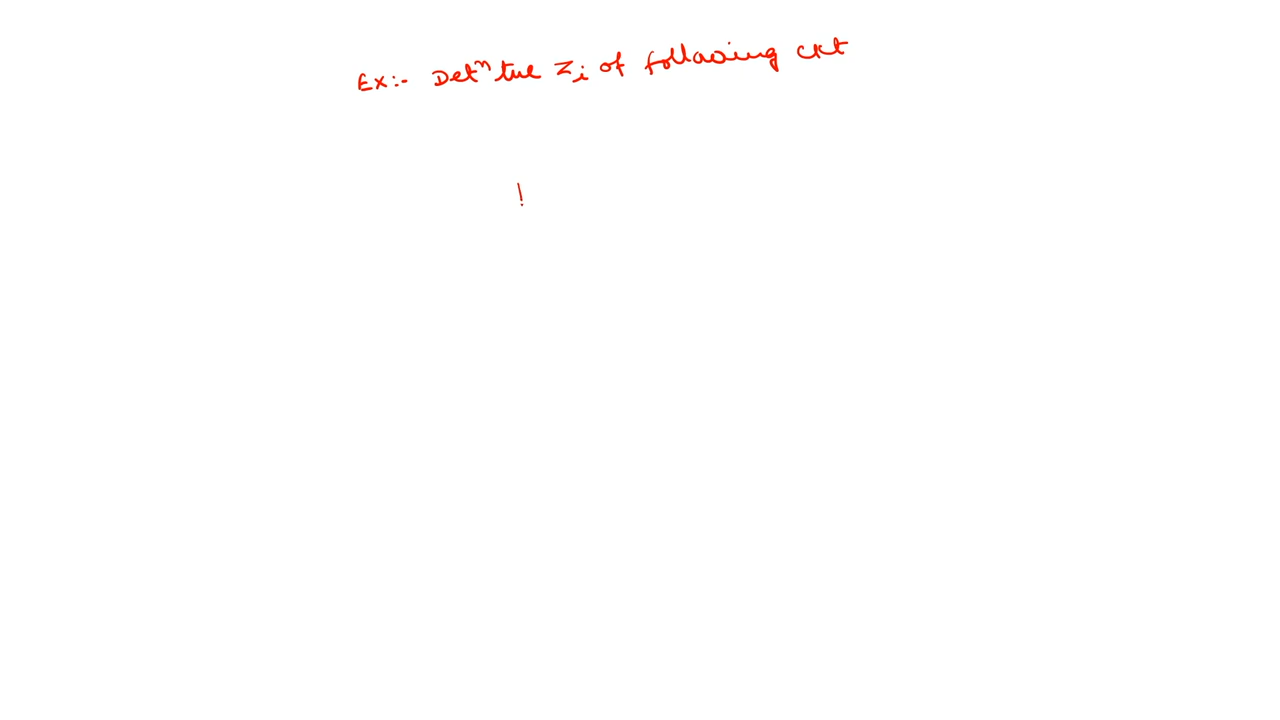 Ex:- Detⁿ the Zi of following ckt